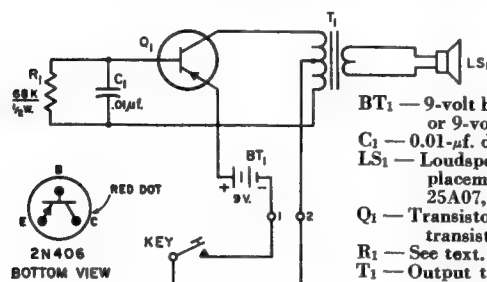 Q1
T1
R1
68K
½W.
C1
.01μf.
LS1
BT1
+ -
9V.
1
2
KEY
B
E
C
RED DOT
2N406
BOTTOM VIEW
BT1 — 9-volt b
or 9-vo
C1 — 0.01-μf. d
LS1 — Loudspe
placem
25A07,
Q1 — Transisto
transist
R1 — See text.
T1 — Output t